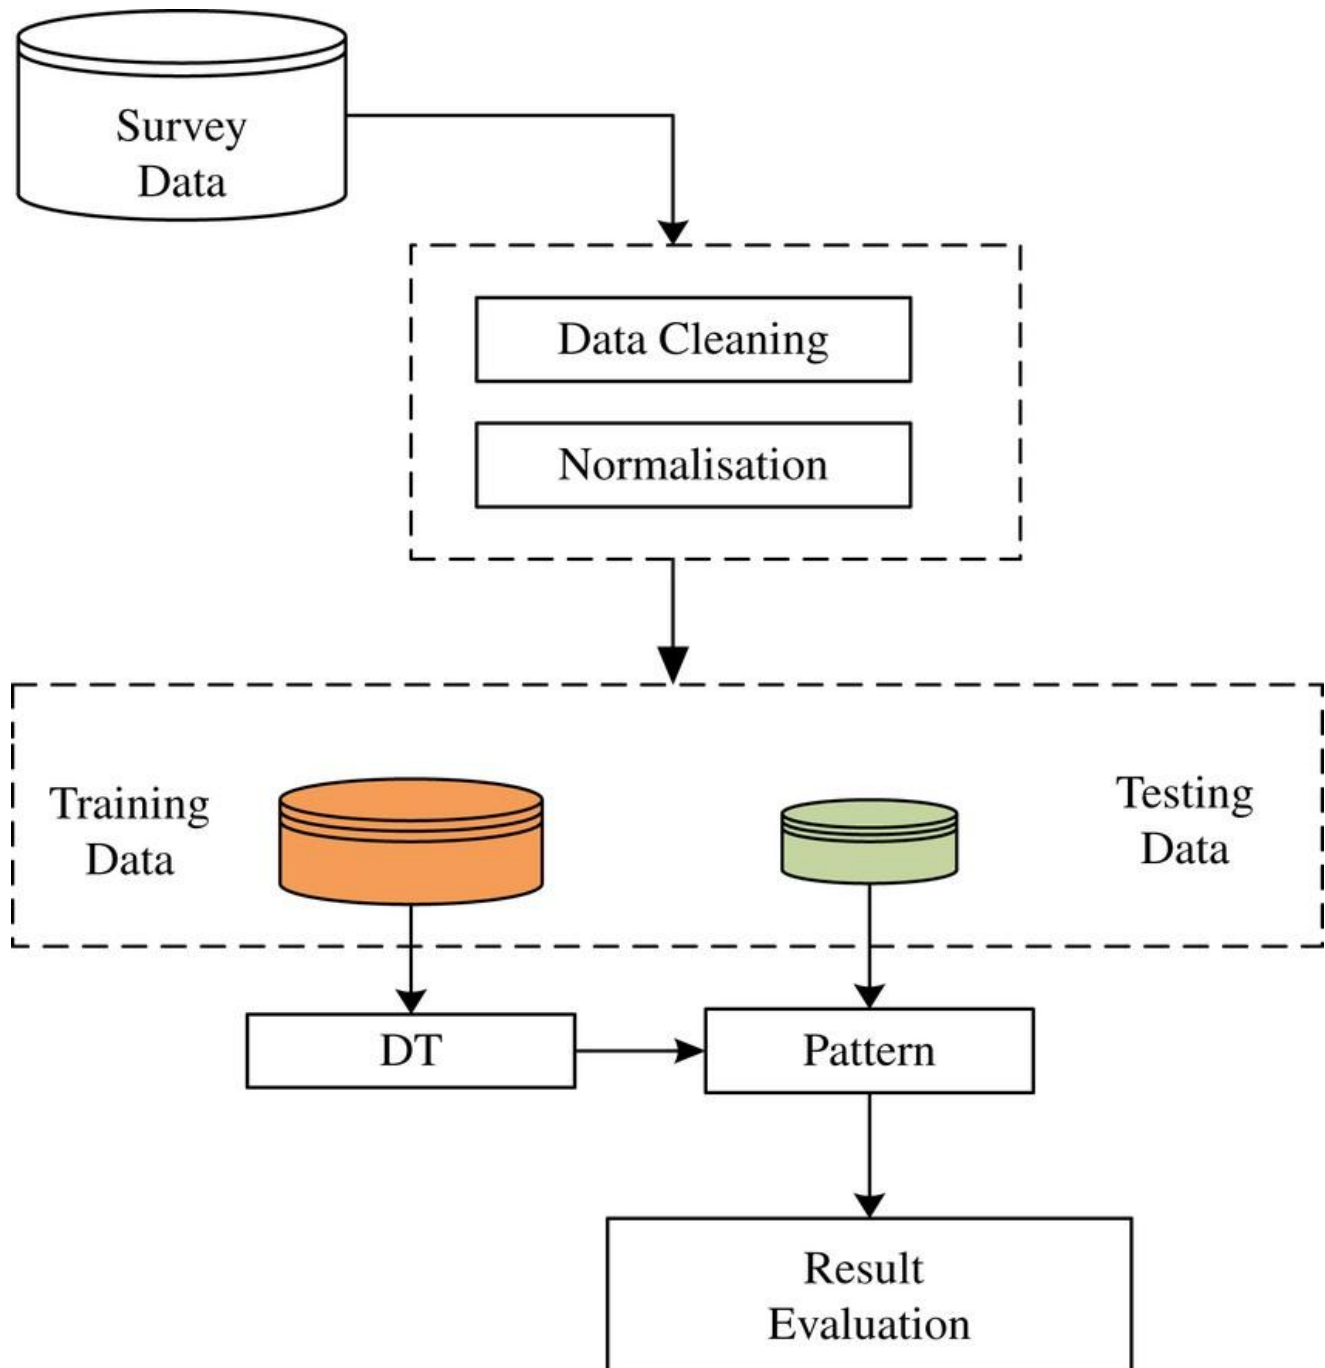 Survey
Data
Data Cleaning
Normalisation
Training
Data
Testing
Data
DT
Pattern
Result
Evaluation